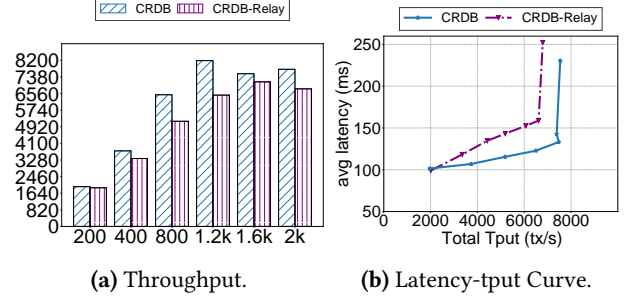 CRDB CRDB-Relay
8200
7380
6560
5740
4920
4100
3280
2460
1640
820
0
200 400 800 1.2k 1.6k 2k
(a) Throughput.
CRDB CRDB-Relay
avg latency (ms)
250
200
150
100
50
0 2000 4000 6000 8000
Total Tput (tx/s)
(b) Latency-tput Curve.